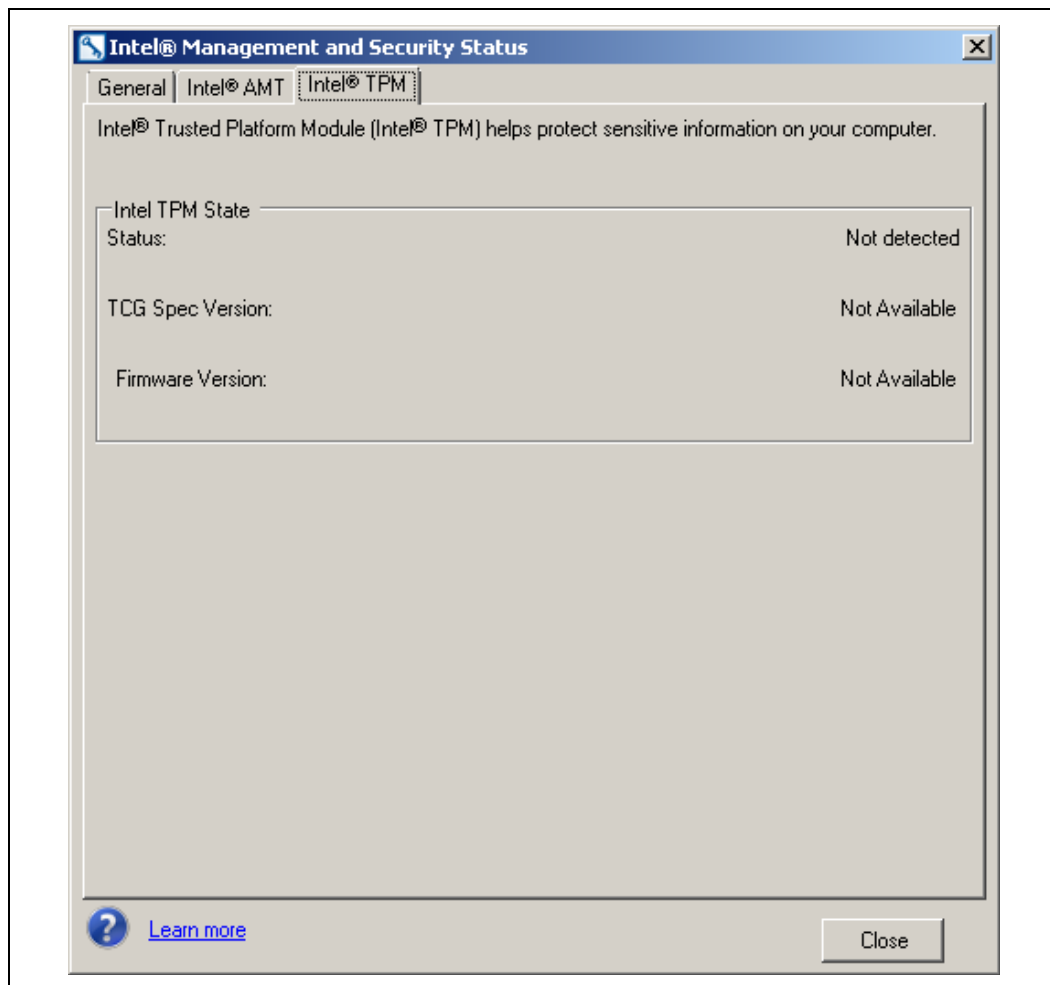 Intel® Management and Security Status
General Intel® AMT Intel® TPM
Intel® Trusted Platform Module (Intel® TPM) helps protect sensitive information on your computer.
Intel TPM State
Status: Not detected
TCG Spec Version: Not Available
Firmware Version: Not Available
Learn more
Close